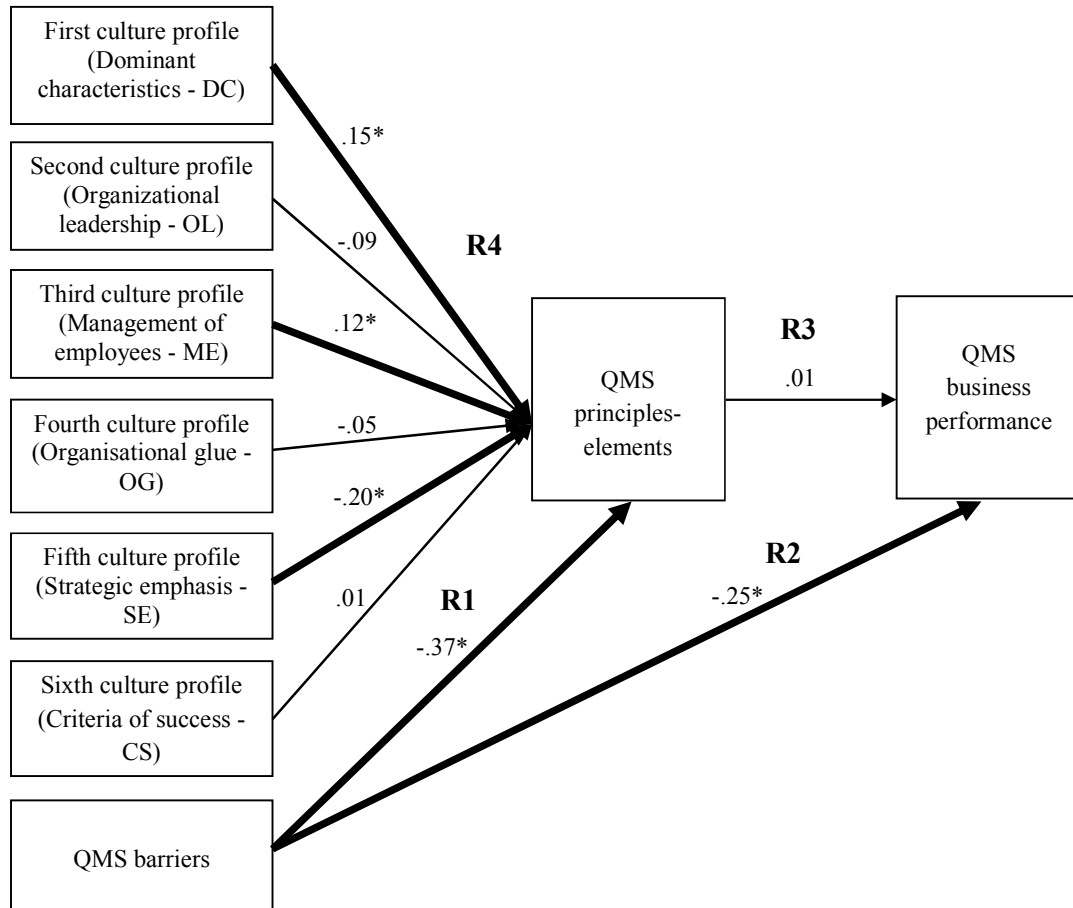 First culture profile
(Dominant
characteristics - DC)
.15*
Second culture profile
(Organizational
leadership - OL)
-.09
R4
Third culture profile
(Management of
employees - ME)
.12*
Fourth culture profile
(Organisational glue -
OG)
-.05
Fifth culture profile
(Strategic emphasis -
SE)
-.20*
Sixth culture profile
(Criteria of success -
CS)
.01
QMS barriers
R1
-.37*
QMS
principles-
elements
R3
.01
R2
-.25*
QMS
business
performance